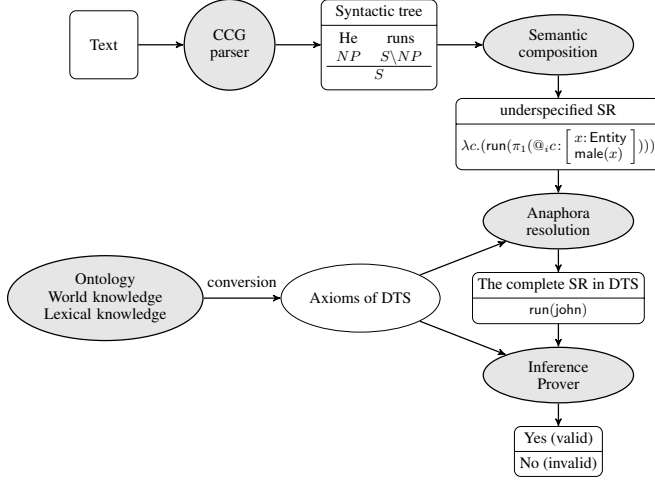 Text
CCG
parser
Syntactic tree
He runs
NP S\NP
S
Semantic
composition
underspecified SR
λc.(run(π₁(@ᵢc: [ x: Entity
male(x) ])))
Anaphora
resolution
Ontology
World knowledge
Lexical knowledge
conversion
Axioms of DTS
The complete SR in DTS
run(john)
Inference
Prover
Yes (valid)
No (invalid)